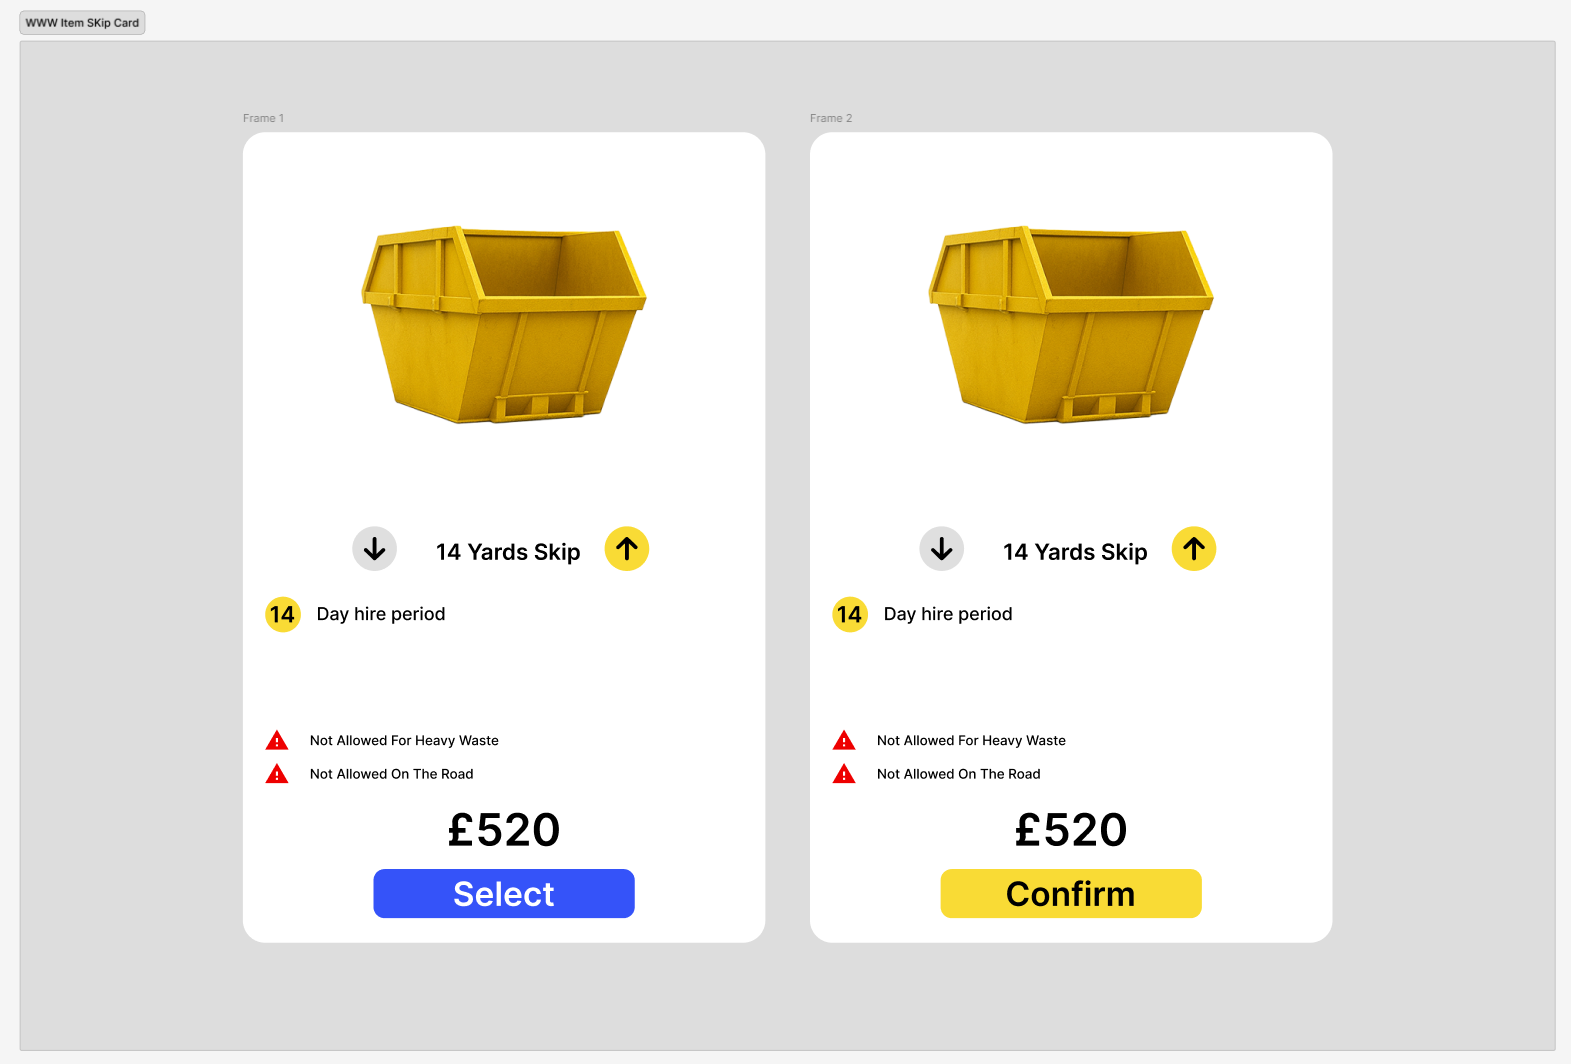 WWW Item SKip Card
Frame 1
14 Yards Skip
14 Day hire period
Not Allowed For Heavy Waste
Not Allowed On The Road
£520
Select
Frame 2
14 Yards Skip
14 Day hire period
Not Allowed For Heavy Waste
Not Allowed On The Road
£520
Confirm